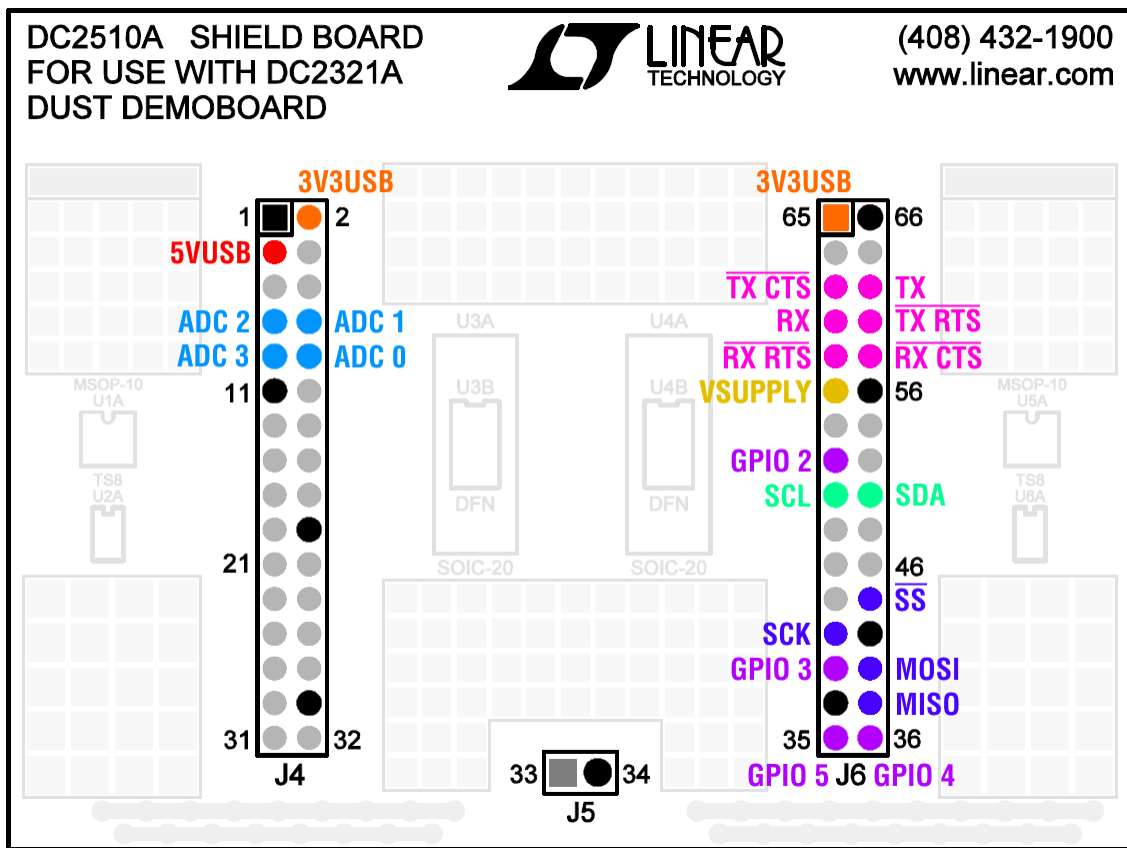 DC2510A SHIELD BOARD
FOR USE WITH DC2321A
DUST DEMOBOARD
LINEAR
TECHNOLOGY
(408) 432-1900
www.linear.com
3V3USB
1 2
5VUSB
ADC 2 ADC 1
ADC 3 ADC 0
11
21
31 32
J4
MSOP-10
U1A
TS8
U2A
U3A
U3B
DFN
SOIC-20
U4A
U4B
DFN
SOIC-20
33 34
J5
3V3USB
65 66
TX CTS TX
RX TX RTS
RX RTS RX CTS
VSUPPLY 56
GPIO 2
SCL SDA
46
SS
SCK
GPIO 3 MOSI
MISO
35 36
GPIO 5 J6 GPIO 4
MSOP-10
U5A
TS8
U6A